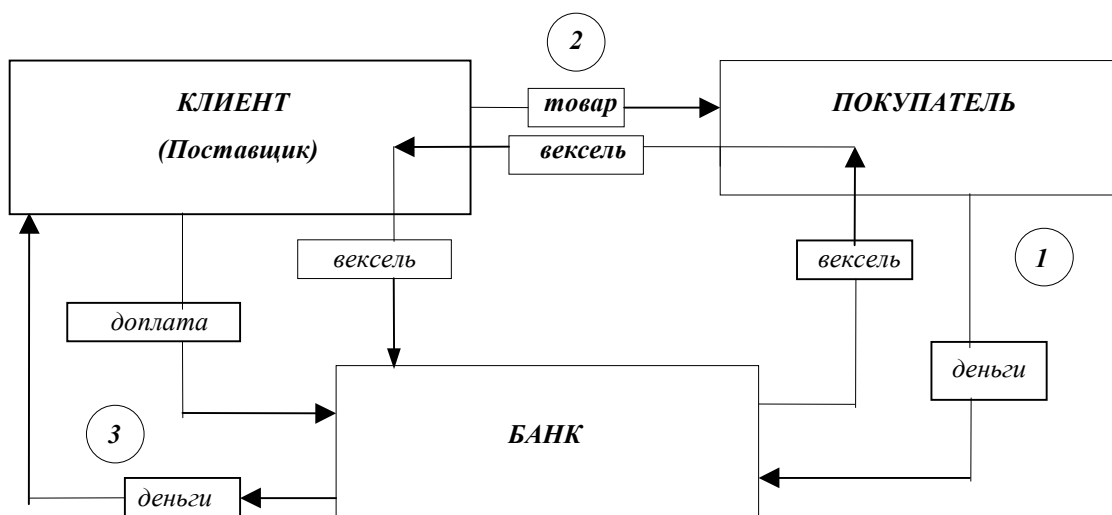 2
КЛИЕНТ
(Поставщик)
товар
ПОКУПАТЕЛЬ
вексель
вексель
вексель
1
доплата
деньги
3
БАНК
деньги